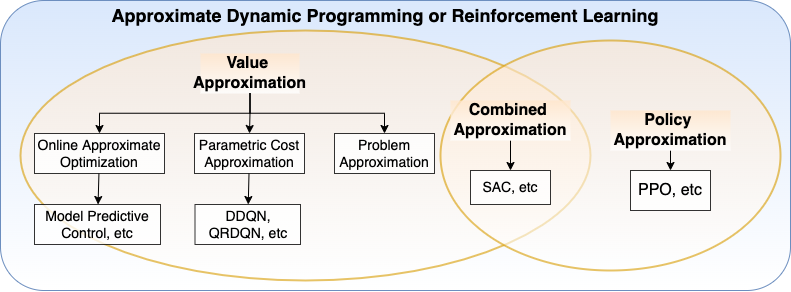 Approximate Dynamic Programming or Reinforcement Learning
Value
Approximation
Online Approximate
Optimization
Parametric Cost
Approximation
Problem
Approximation
Model Predictive
Control, etc
DDQN,
QRDQN, etc
Combined
Approximation
SAC, etc
Policy
Approximation
PPO, etc